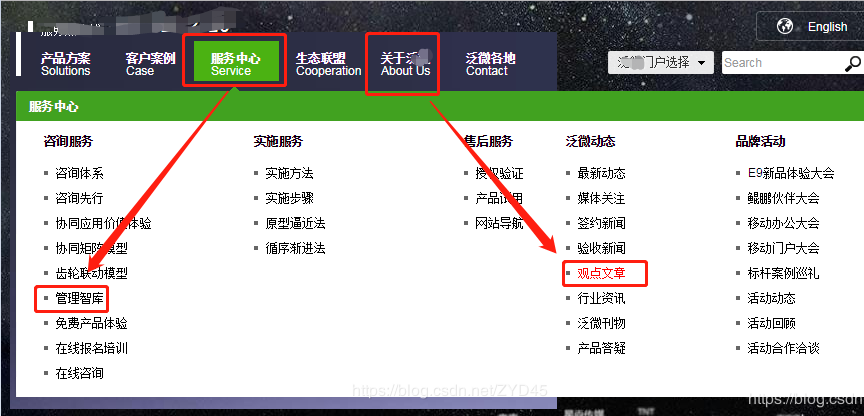 English
产品方案 客户案例 服务中心 生态联盟 关于泛 泛微各地
Solutions Case Service Cooperation About Us Contact
泛 门户选择 Search
服务中心
咨询服务 实施服务 售后服务 泛微动态 品牌活动
咨询体系 实施方法 授权验证 最新动态 E9新品体验大会
咨询先行 实施步骤 产品试用 媒体关注 鲲鹏伙伴大会
协同应用价值体验 原型逼近法 网站导航 签约新闻 移动办公大会
协同矩阵模型 循序渐进法 验收新闻 移动门户大会
齿轮联动模型 观点文章 标杆案例巡礼
管理智库 行业资讯 活动动态
免费产品体验 泛微刊物 活动回顾
在线报名培训 产品答疑 活动合作洽谈
在线咨询
https://blog.csdn.net/ZYD45
https://blog.csdn